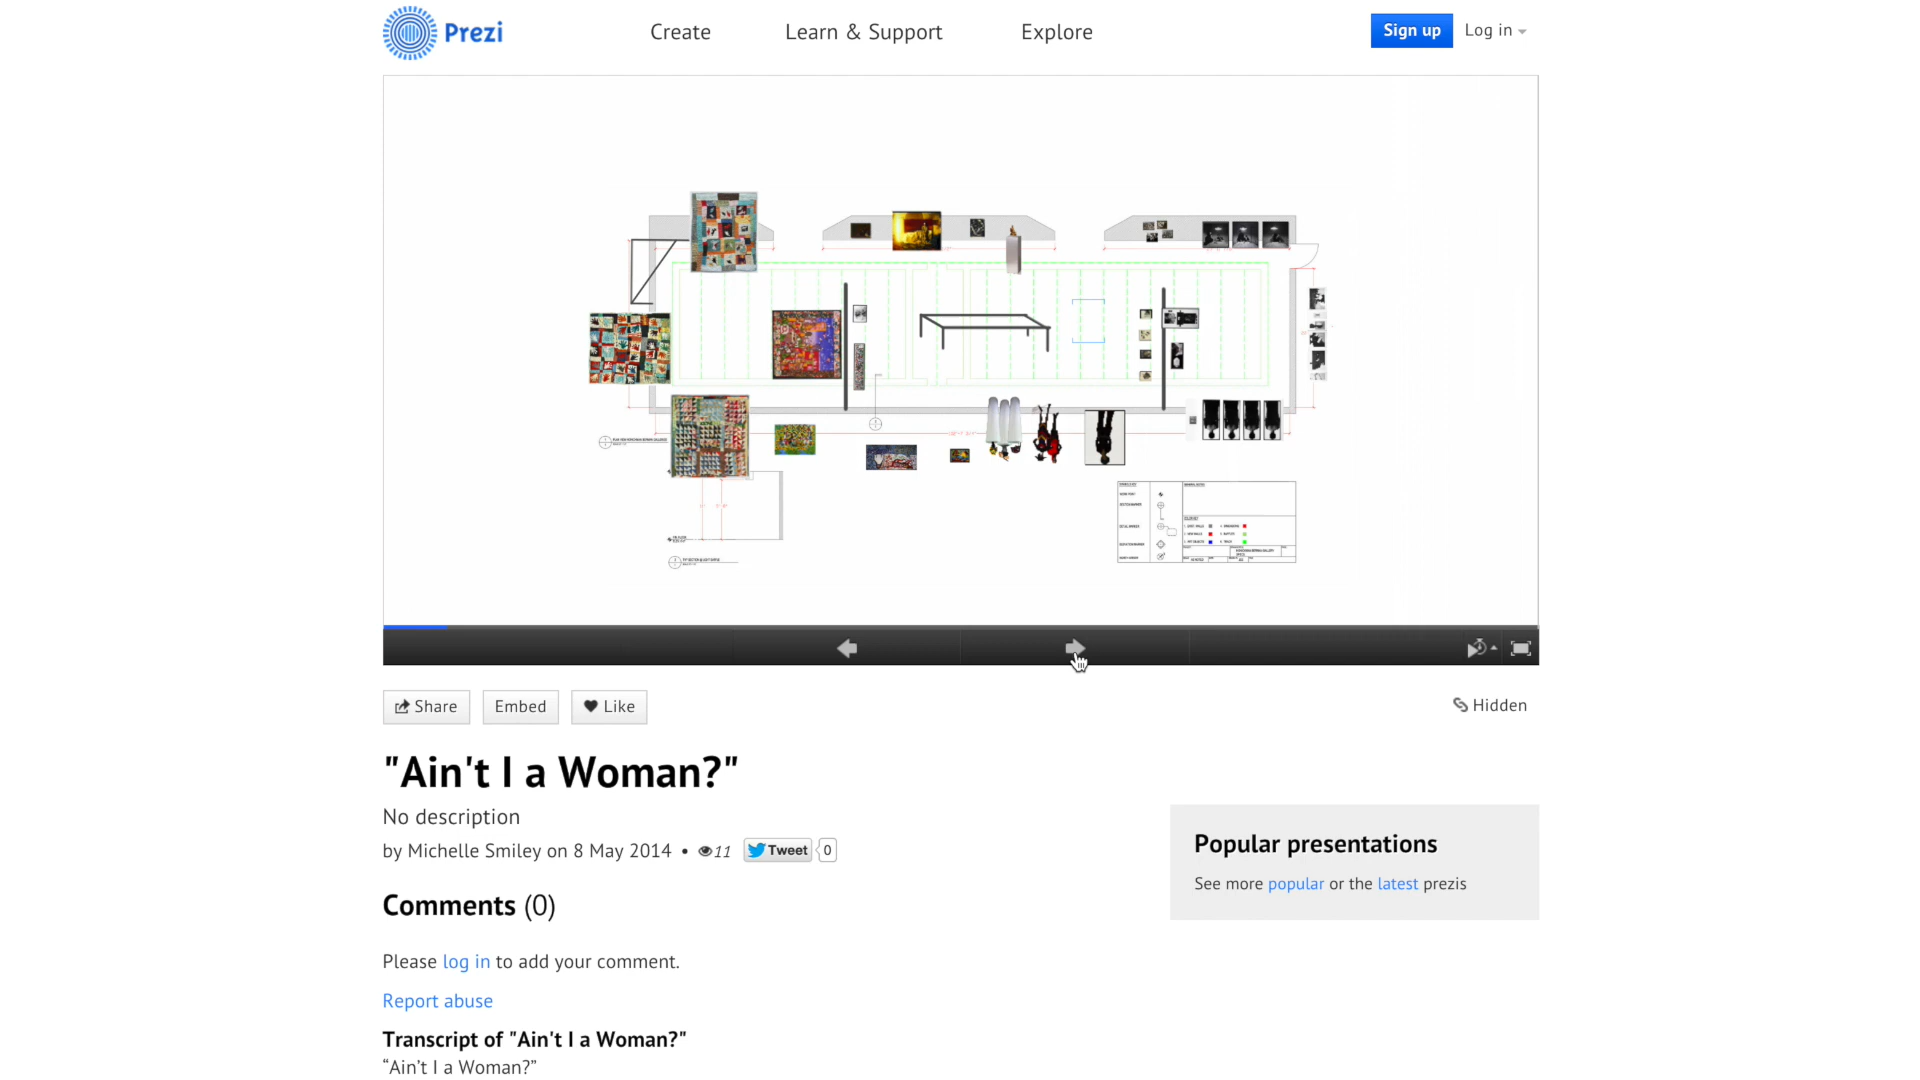 Prezi
Create
Learn & Support
Explore
Sign up
Log in
Share
Embed
Like
Hidden
"Ain't I a Woman?"
No description
by Michelle Smiley on 8 May 2014 • 11
Tweet
0
Popular presentations
See more popular or the latest prezis
Comments (0)
Please log in to add your comment.
Report abuse
Transcript of "Ain't I a Woman?"
“Ain’t I a Woman?”